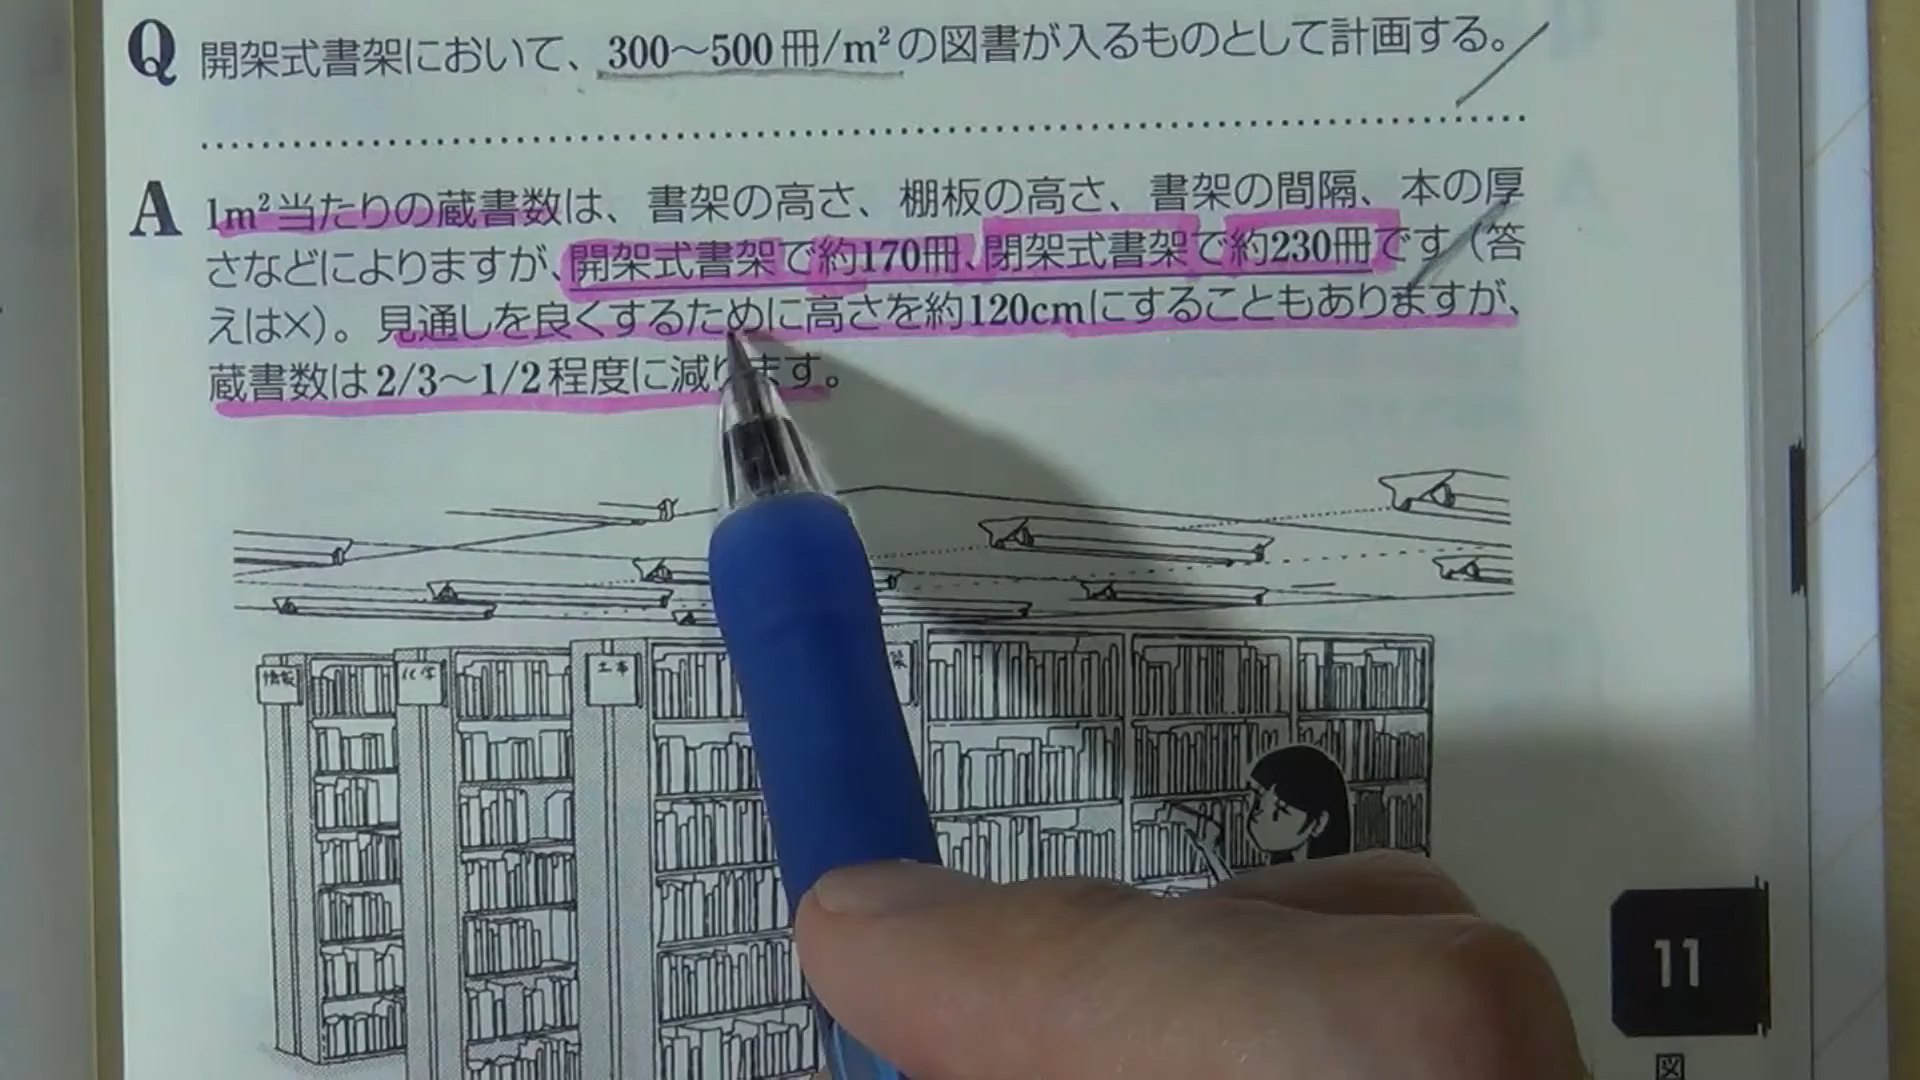 Q 開架式書架において、300〜500冊/m²の図書が入るものとして計画する。
A 1m²当たりの蔵書数は、書架の高さ、棚板の高さ、書架の間隔、本の厚
さなどによりますが、開架式書架で約170冊、閉架式書架で約230冊です（答
えは×）。見通しを良くするために高さを約120cmにすることもありますが、
蔵書数は2/3〜1/2程度に減ります。
情報
化学
土木
11
図